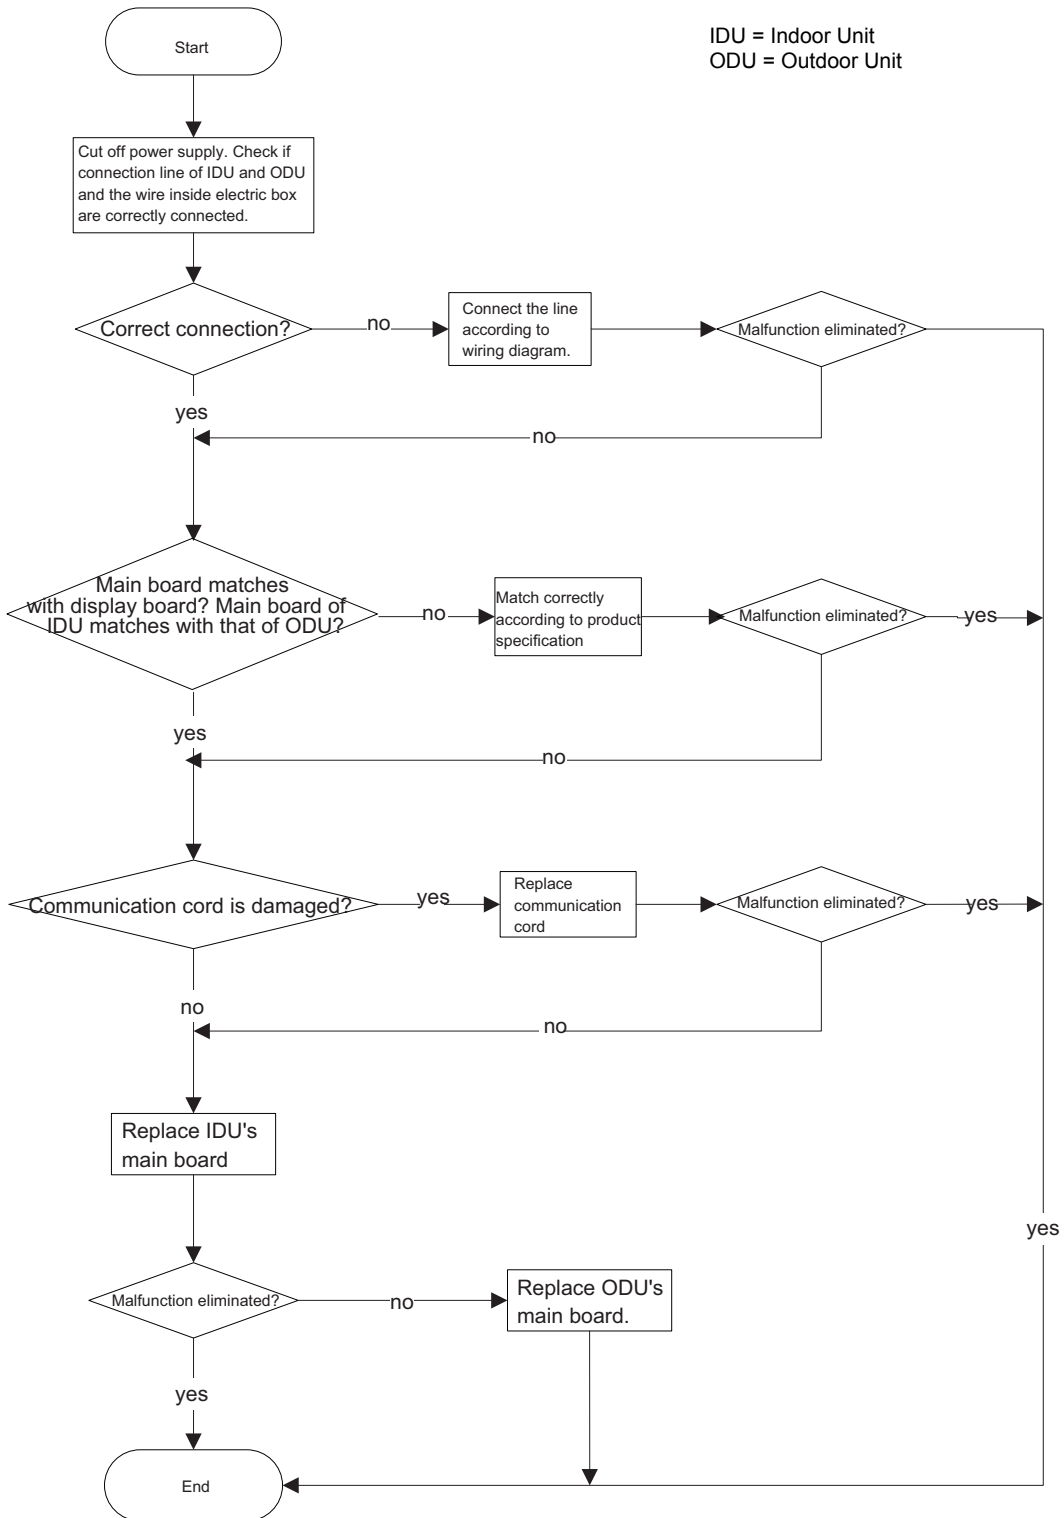 Start
IDU = Indoor Unit
ODU = Outdoor Unit
Cut off power supply. Check if
connection line of IDU and ODU
and the wire inside electric box
are correctly connected.
Correct connection?
no
Connect the line
according to
wiring diagram.
Malfunction eliminated?
yes
no
Main board matches
with display board? Main board of
IDU matches with that of ODU?
no
Match correctly
according to product
specification
Malfunction eliminated?
yes
yes
no
Communication cord is damaged?
yes
Replace
communication
cord
Malfunction eliminated?
yes
no
no
Replace IDU's
main board
yes
Malfunction eliminated?
no
Replace ODU's
main board.
yes
End